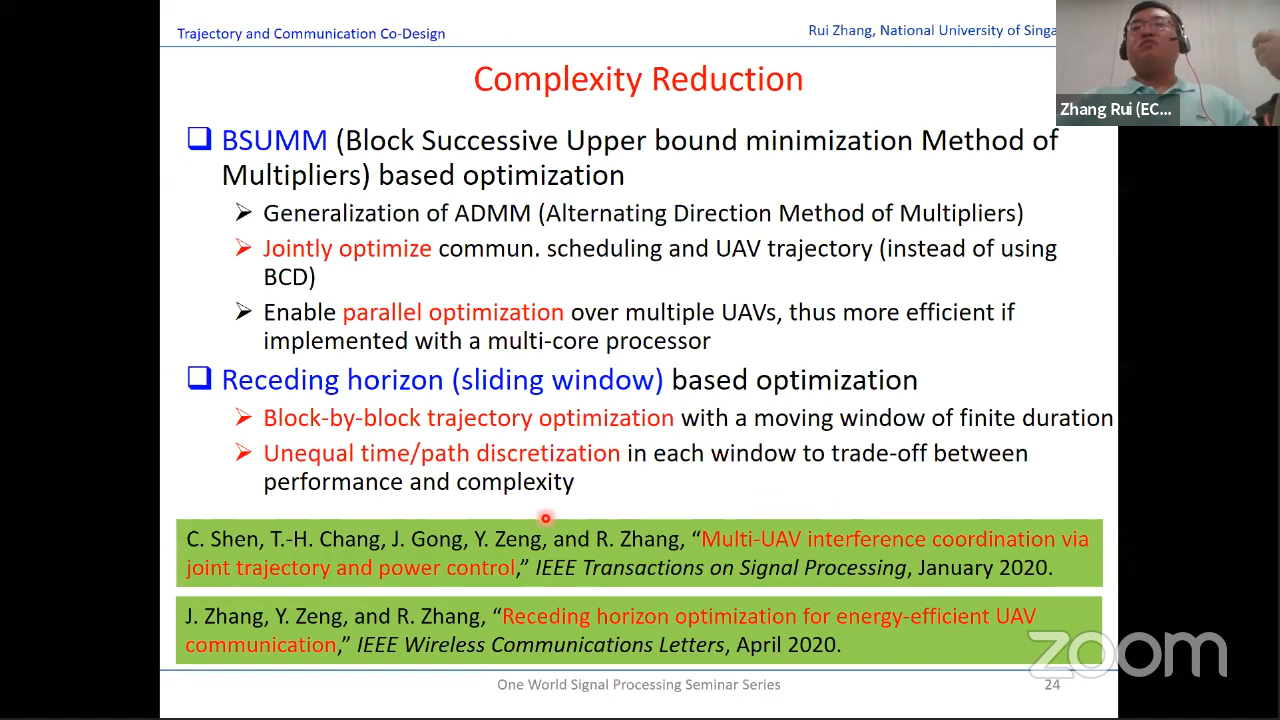 Trajectory and Communication Co-Design
Rui Zhang, National University of Singa
Zhang Rui (EC...
Complexity Reduction
BSUMM (Block Successive Upper bound minimization Method of
Multipliers) based optimization
Generalization of ADMM (Alternating Direction Method of Multipliers)
Jointly optimize commun. scheduling and UAV trajectory (instead of using
BCD)
Enable parallel optimization over multiple UAVs, thus more efficient if
implemented with a multi-core processor
Receding horizon (sliding window) based optimization
Block-by-block trajectory optimization with a moving window of finite duration
Unequal time/path discretization in each window to trade-off between
performance and complexity
C. Shen, T.-H. Chang, J. Gong, Y. Zeng, and R. Zhang, “Multi-UAV interference coordination via
joint trajectory and power control,” IEEE Transactions on Signal Processing, January 2020.
J. Zhang, Y. Zeng, and R. Zhang, “Receding horizon optimization for energy-efficient UAV
communication,” IEEE Wireless Communications Letters, April 2020.
zoom
One World Signal Processing Seminar Series
24